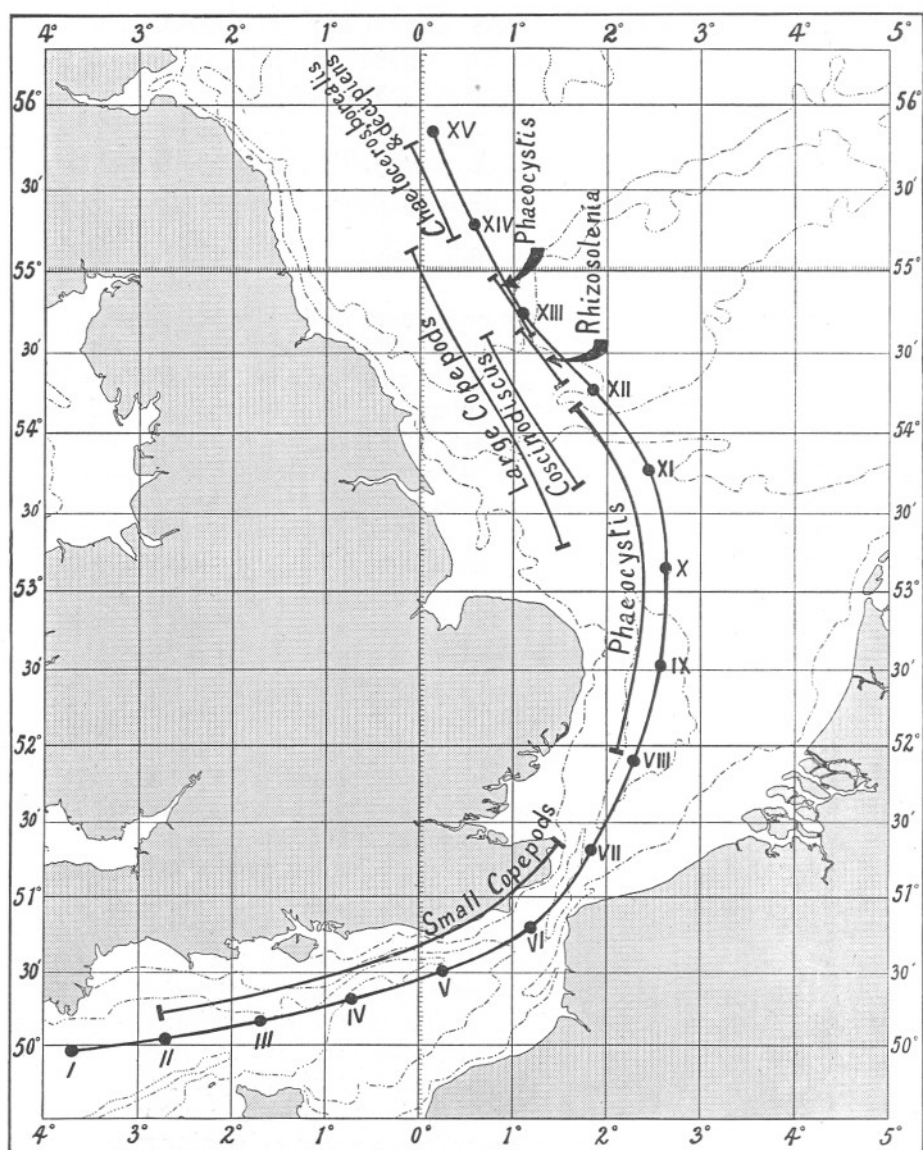 4° 3° 2° 1° 0° 1° 2° 3° 4° 5°
56° 56°
Chaetoceros borealis
& decipiens
XV
30' 30'
XIV
Phaeocystis
55° 55°
Rhizosolenia
XIII
30' 30'
Large Copepods
Coscinodiscus
XII
54° 54°
XI
30' 30'
Phaeocystis
X
53° 53°
30' 30'
IX
52° 52°
VIII
30' 30'
Small Copepods
VII
51° 51°
VI
30' 30'
V
IV
III
II
I
50° 50°
4° 3° 2° 1° 0° 1° 2° 3° 4° 5°